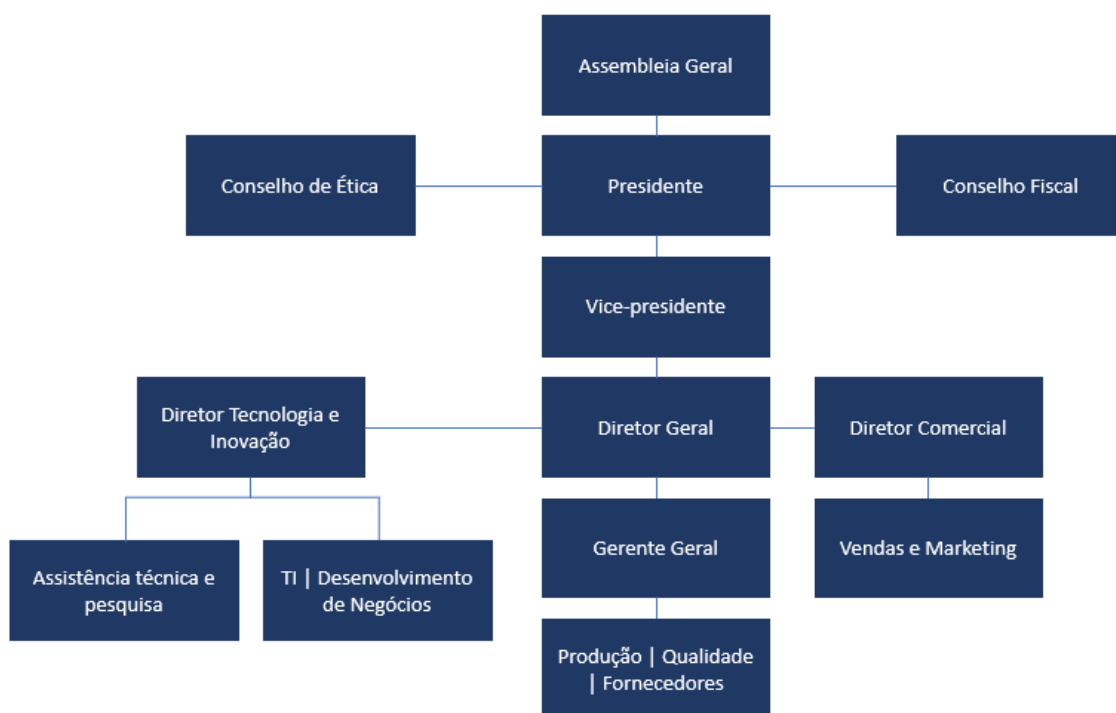 Assembleia Geral
Conselho de Ética
Presidente
Conselho Fiscal
Vice-presidente
Diretor Tecnologia e
Inovação
Diretor Geral
Diretor Comercial
Assistência técnica e
pesquisa
TI | Desenvolvimento
de Negócios
Gerente Geral
Vendas e Marketing
Produção | Qualidade
| Fornecedores